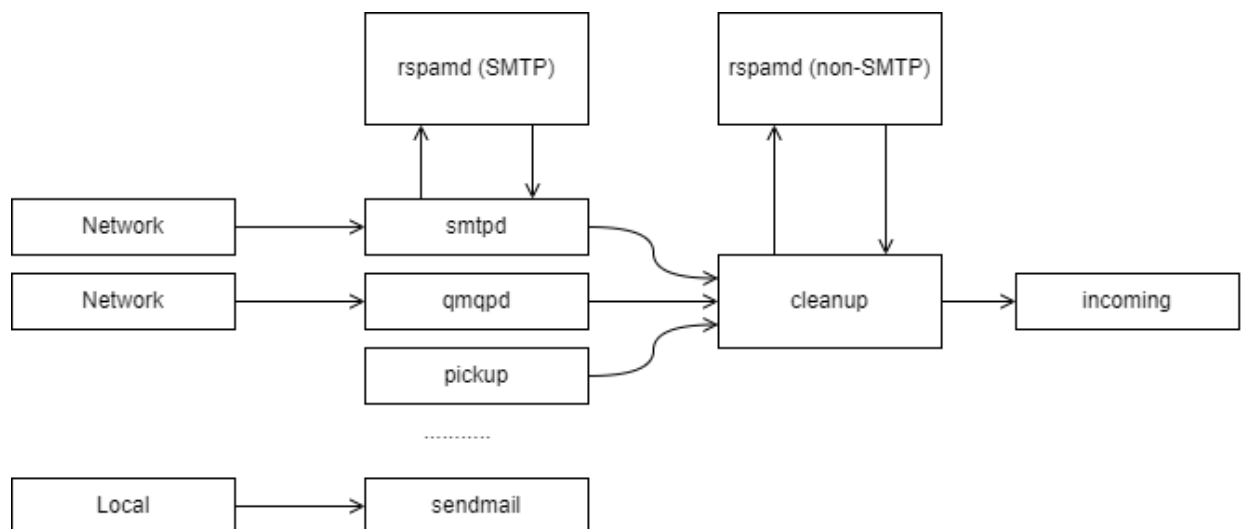 rspamd (SMTP)
rspamd (non-SMTP)
Network
smtpd
Network
qmqpd
cleanup
incoming
pickup
...........
Local
sendmail